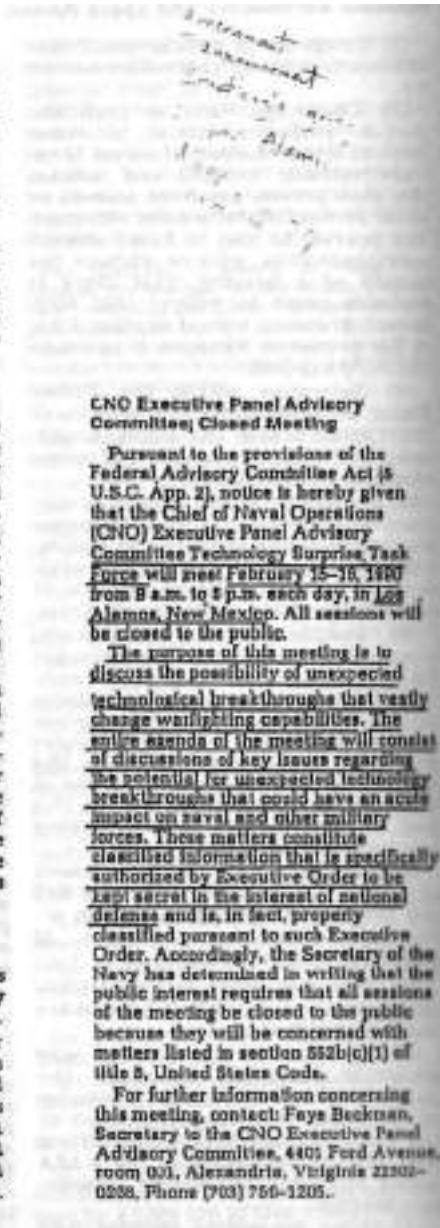 CNO Executive Panel Advisory
Committee; Closed Meeting
Pursuant to the provisions of the
Federal Advisory Committee Act (5
U.S.C. App. 2), notice is hereby given
that the Chief of Naval Operations
(CNO) Executive Panel Advisory
Committee Technology Surprise Task
Force will meet February 15-16, 1990
from 9 a.m. to 5 p.m. each day, in Los
Alamos, New Mexico. All sessions will
be closed to the public.
The purpose of this meeting is to
discuss the possibility of unexpected
technological breakthroughs that vastly
change warfighting capabilities. The
entire agenda of the meeting will consist
of discussions of key issues regarding
the potential for unexpected technology
breakthroughs that could have an acute
impact on naval and other military
forces. These matters constitute
classified information that is specifically
authorized by Executive Order to be
kept secret in the interest of national
defense and is, in fact, properly
classified pursuant to such Executive
Order. Accordingly, the Secretary of the
Navy has determined in writing that the
public interest requires that all sessions
of the meeting be closed to the public
because they will be concerned with
matters listed in section 552b(c)(1) of
title 5, United States Code.
For further information concerning
this meeting, contact: Faye Beckman,
Secretary to the CNO Executive Panel
Advisory Committee, 4401 Ford Avenue,
room 601, Alexandria, Virginia 22302-
0268, Phone (703) 756-1205.